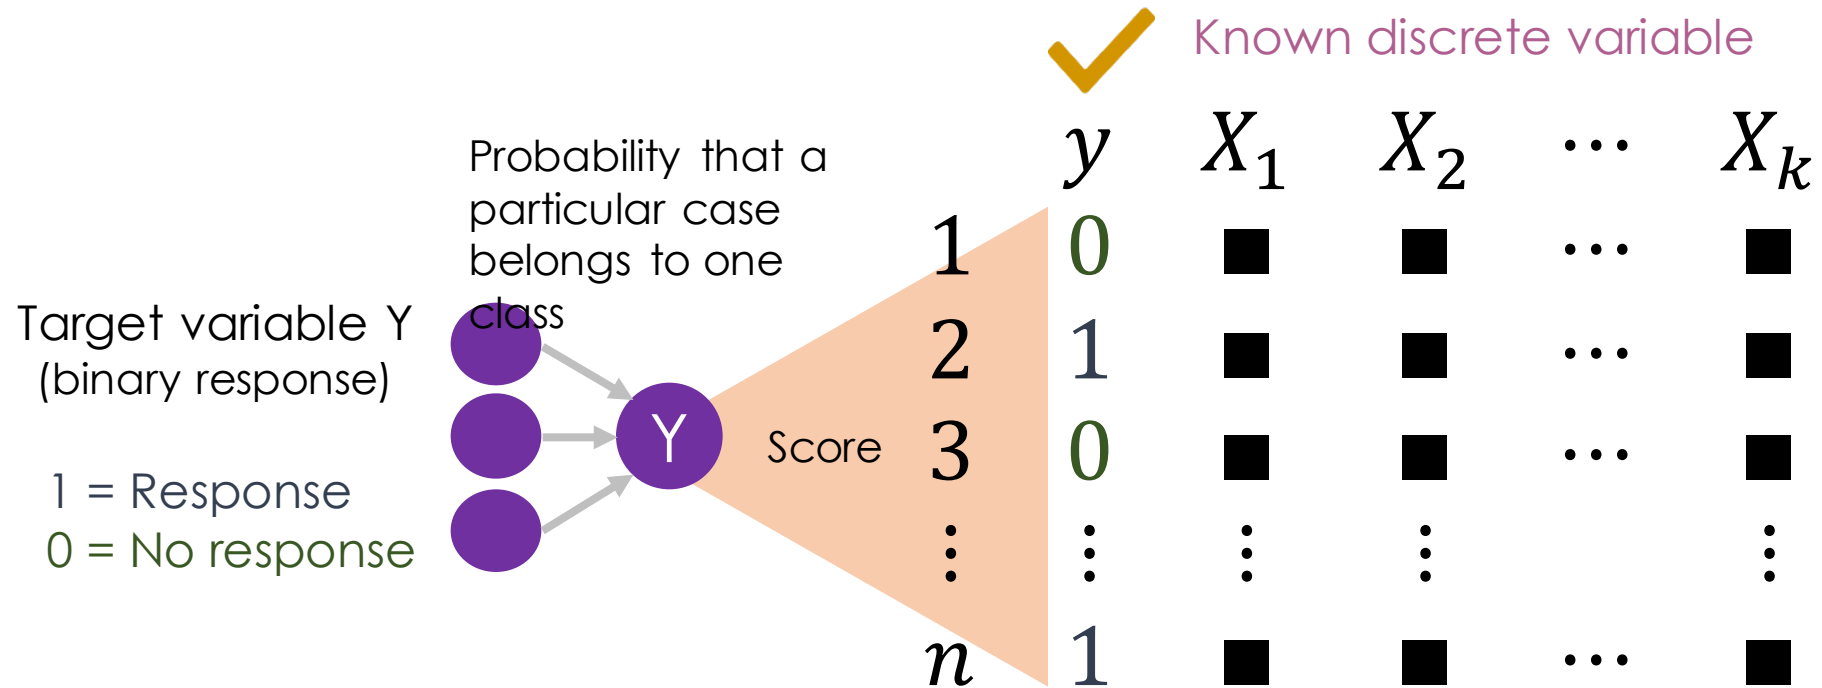 Known discrete variable
y X₁ X₂ ⋯ Xₖ
Probability that a
particular case
belongs to one
class
Target variable Y
(binary response)
1 = Response
0 = No response
Y
Score
1 0 ■ ■ ⋯ ■
2 1 ■ ■ ⋯ ■
3 0 ■ ■ ⋯ ■
⋮ ⋮ ⋮ ⋮ ⋮
n 1 ■ ■ ⋯ ■